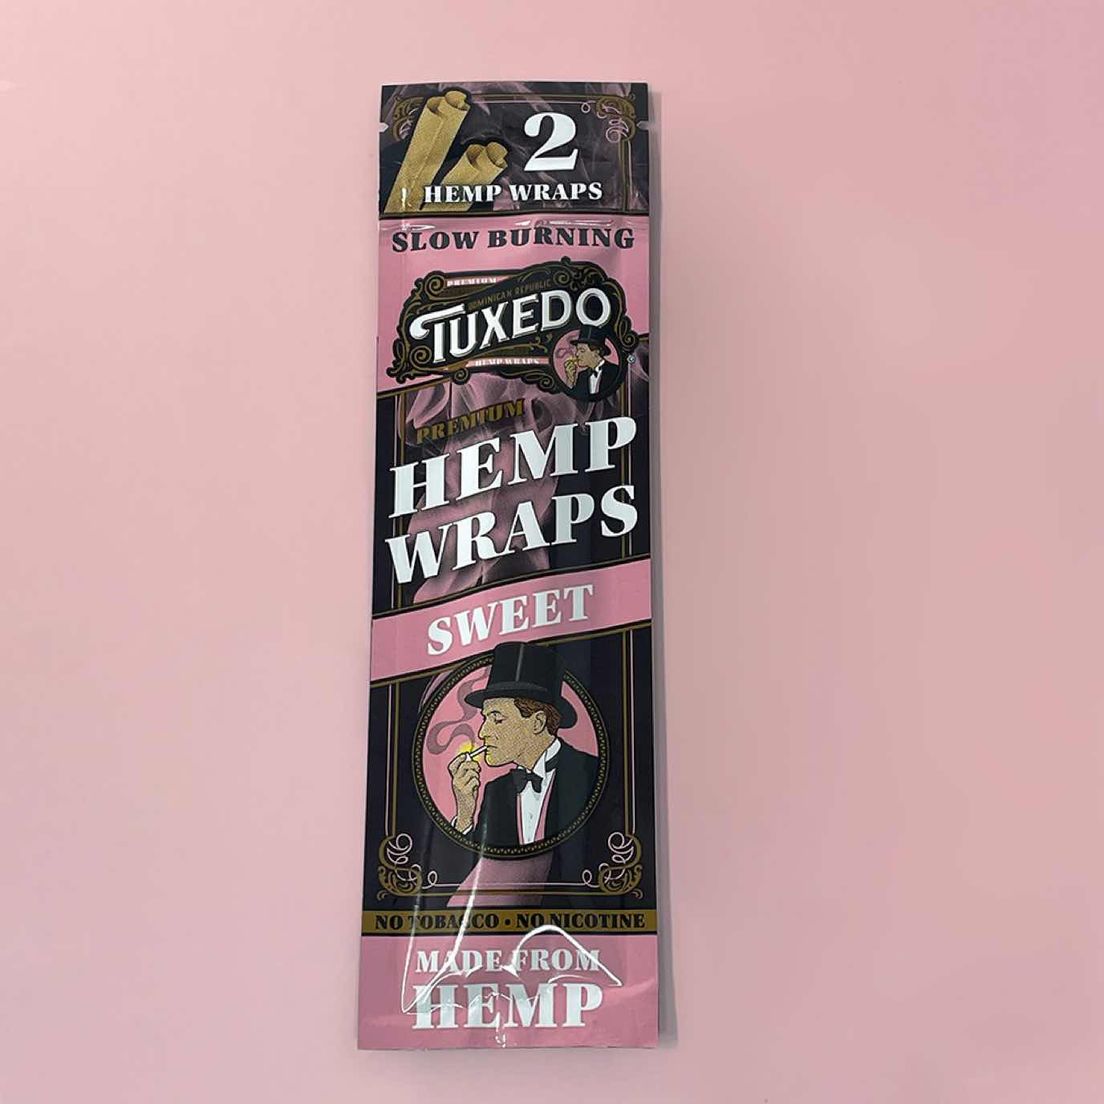 2
HEMP WRAPS
SLOW BURNING
PREMIUM
DOMINICAN REPUBLIC
TUXEDO
HEMP WRAPS
®
PREMIUM
HEMP
WRAPS
SWEET
NO TOBACCO • NO NICOTINE
MADE FROM
HEMP